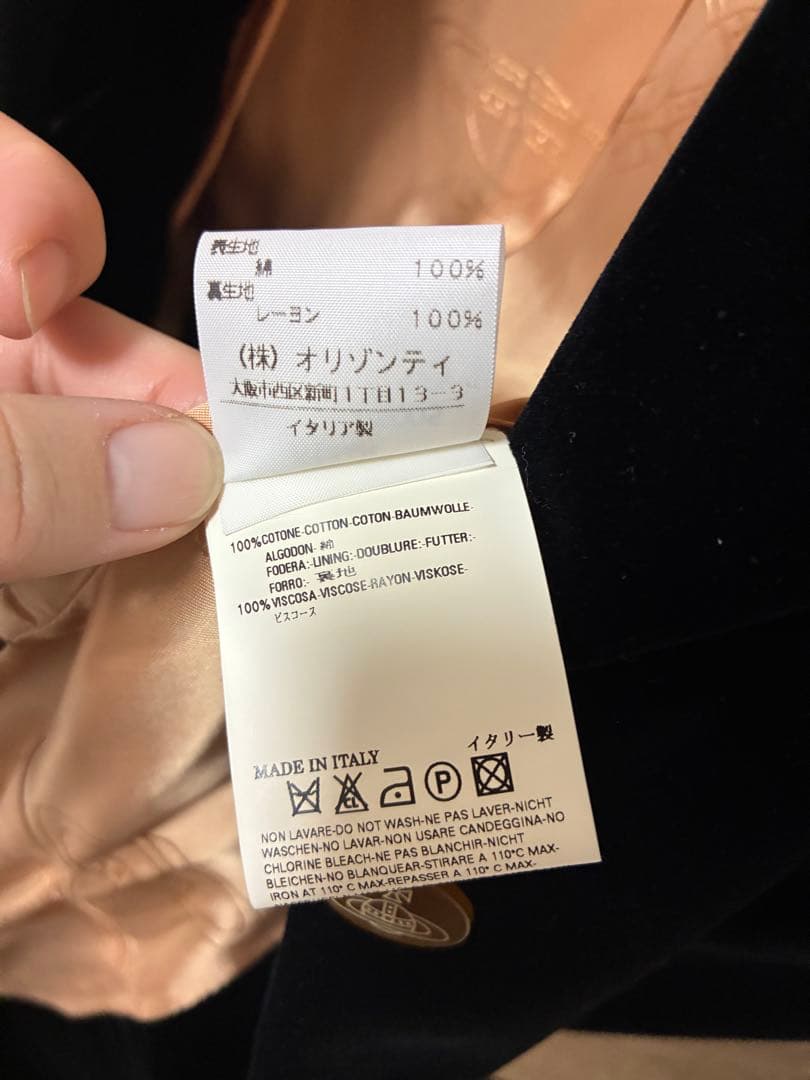 表生地
綿 100%
裏生地
レーヨン 100%
(株) オリゾンティ
大阪市西区新町1丁目13-3
イタリア製
100%COTONE-COTTON-COTON-BAUMWOLLE-
ALGODON-綿
FODERA:-LINING:-DOUBLURE:-FUTTER:-
FORRO:- 裏地
100%VISCOSA-VISCOSE-RAYON-VISKOSE-
ビスコース
イタリー製
MADE IN ITALY
CL P
NON LAVARE-DO NOT WASH-NE PAS LAVER-NICHT
WASCHEN-NO LAVAR-NON USARE CANDEGGINA-NO
CHLORINE BLEACH-NE PAS BLANCHIR-NICHT
BLEICHEN-NO BLANQUEAR-STIRARE A 110°C MAX-
IRON AT 110° C MAX-REPASSER A 110° C MAX-